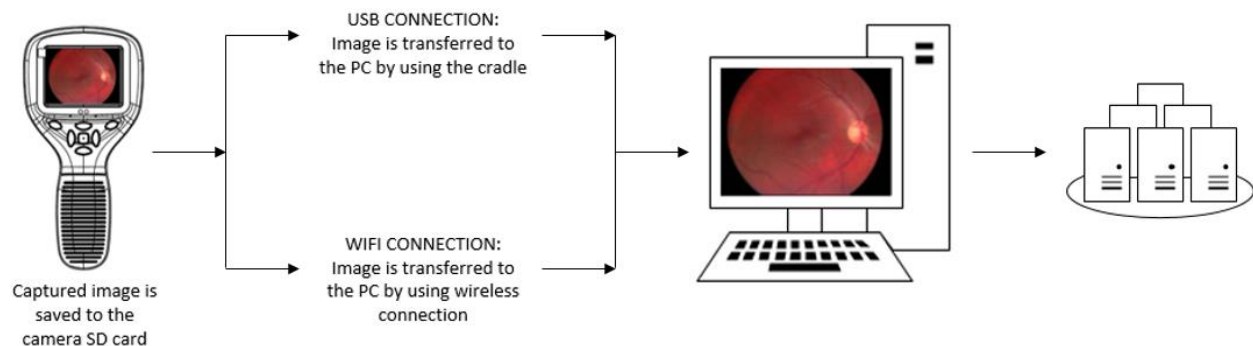 USB CONNECTION:
Image is transferred to
the PC by using the cradle
WIFI CONNECTION:
Image is transferred to
the PC by using wireless
connection
Captured image is
saved to the
camera SD card